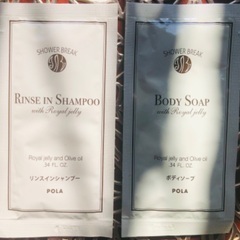 SHOWER BREAK
RINSE IN SHAMPOO
with Royal jelly
Royal jelly and Olive oil
.34 FL. OZ.
リンスインシャンプー
POLA
SHOWER BREAK
BODY SOAP
with Royal jelly
Royal jelly and Olive oil
.34 FL. OZ.
ボディソープ
POLA